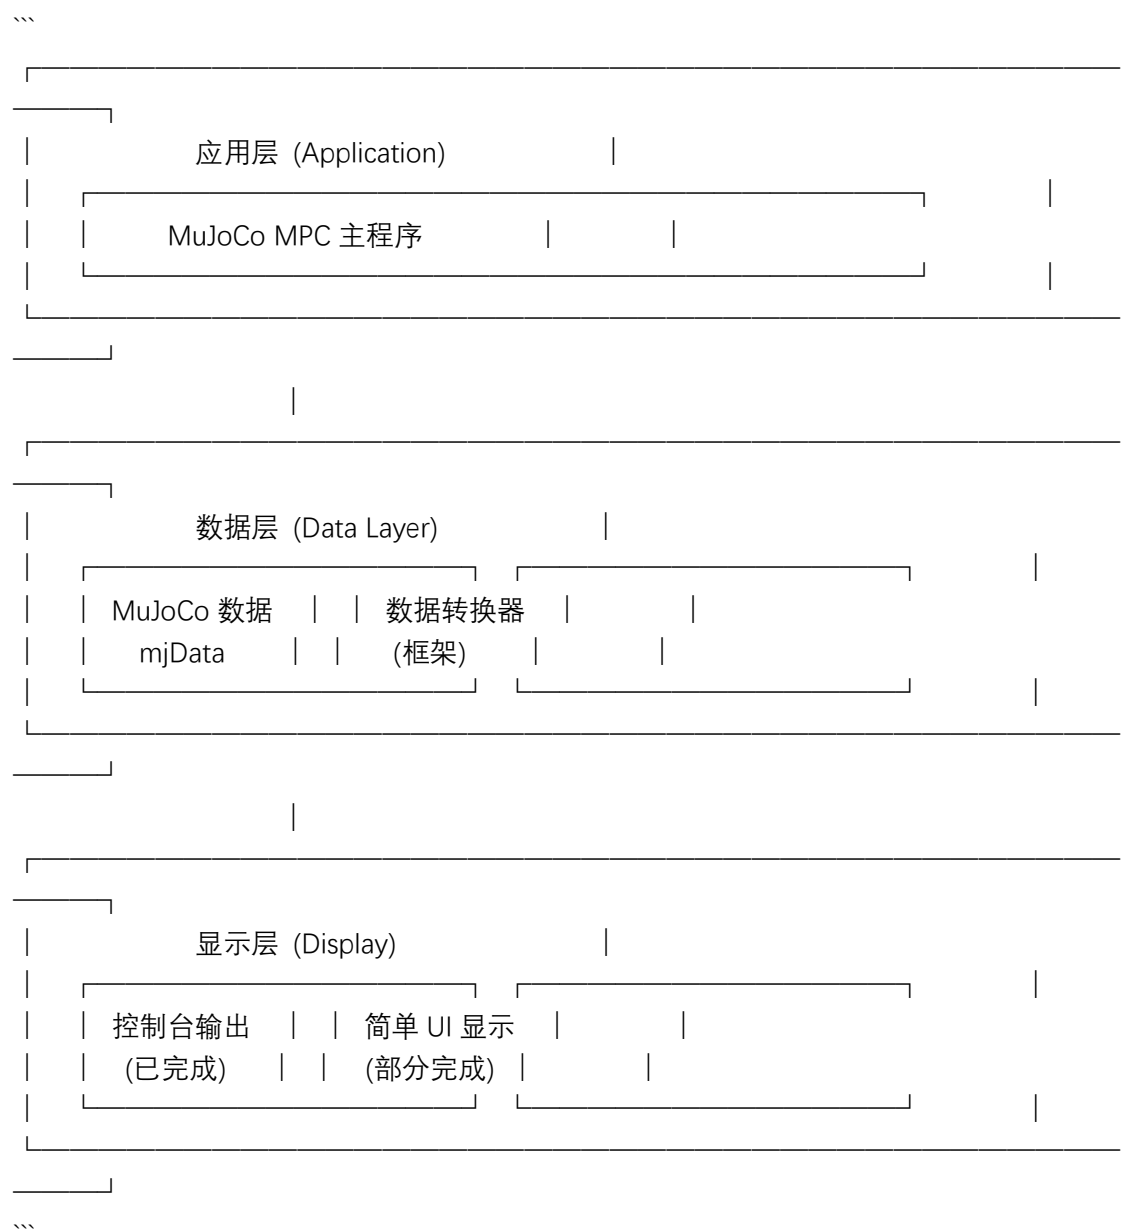 ```
应用层 (Application)
MuJoCo MPC 主程序
数据层 (Data Layer)
MuJoCo 数据 数据转换器
mjData (框架)
显示层 (Display)
控制台输出 简单 UI 显示
(已完成) (部分完成)
```